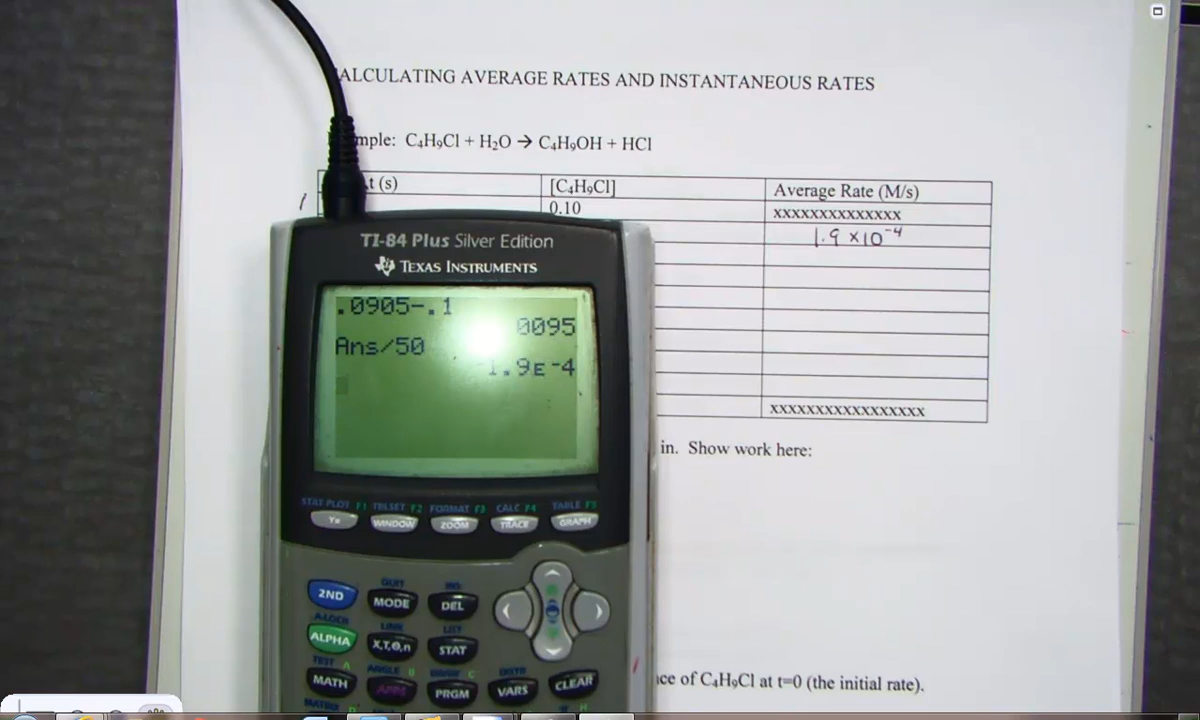 ALCULATING AVERAGE RATES AND INSTANTANEOUS RATES
mple: C₄H₉Cl + H₂O → C₄H₉OH + HCl
t (s) [C₄H₉Cl] Average Rate (M/s)
0.10 xxxxxxxxxxxxxx
1.9 ×10⁻⁴
xxxxxxxxxxxxxxxxx
in. Show work here:
ce of C₄H₉Cl at t=0 (the initial rate).
TI-84 Plus Silver Edition
TEXAS INSTRUMENTS
.0905-.1
0095
Ans/50
-1.9E-4
STAT PLOT F1 TBLSET F2 FORMAT F3 CALC F4 TABLE F5
Y= WINDOW ZOOM TRACE GRAPH
QUIT INS
2ND MODE DEL
A-LOCK LINK LIST
ALPHA X,T,Θ,n STAT
TEST A ANGLE B DRAW C DISTR
MATH APPS PRGM VARS CLEAR
MATRIX D